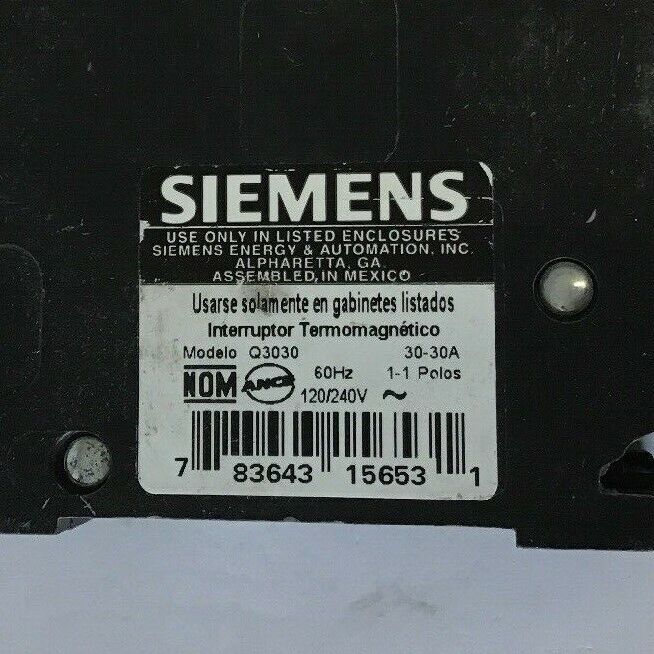 SIEMENS
USE ONLY IN LISTED ENCLOSURES
SIEMENS ENERGY & AUTOMATION, INC.
ALPHARETTA, GA
ASSEMBLED IN MEXICO
Usarse solamente en gabinetes listados
Interruptor Termomagnético
Modelo Q3030 30-30A
NOM ANCE 60Hz 1-1 Polos
120/240V ~
7 83643 15653 1